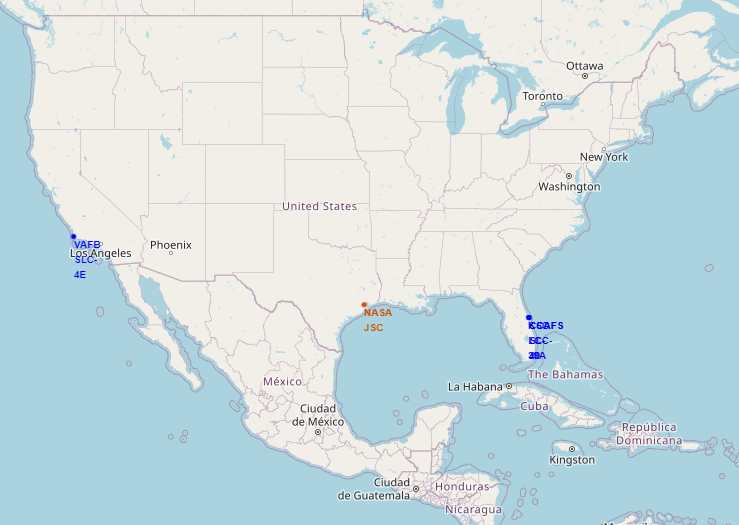 Ottawa
Toronto
New York
Washington
United States
VAFB
SLC-
4E
Los Angeles
Phoenix
NASA
JSC
CCAFS
The Bahamas
La Habana
Cuba
México
Ciudad
de México
República
Dominicana
Kingston
Ciudad
de Guatemala
Honduras
Nicaragua